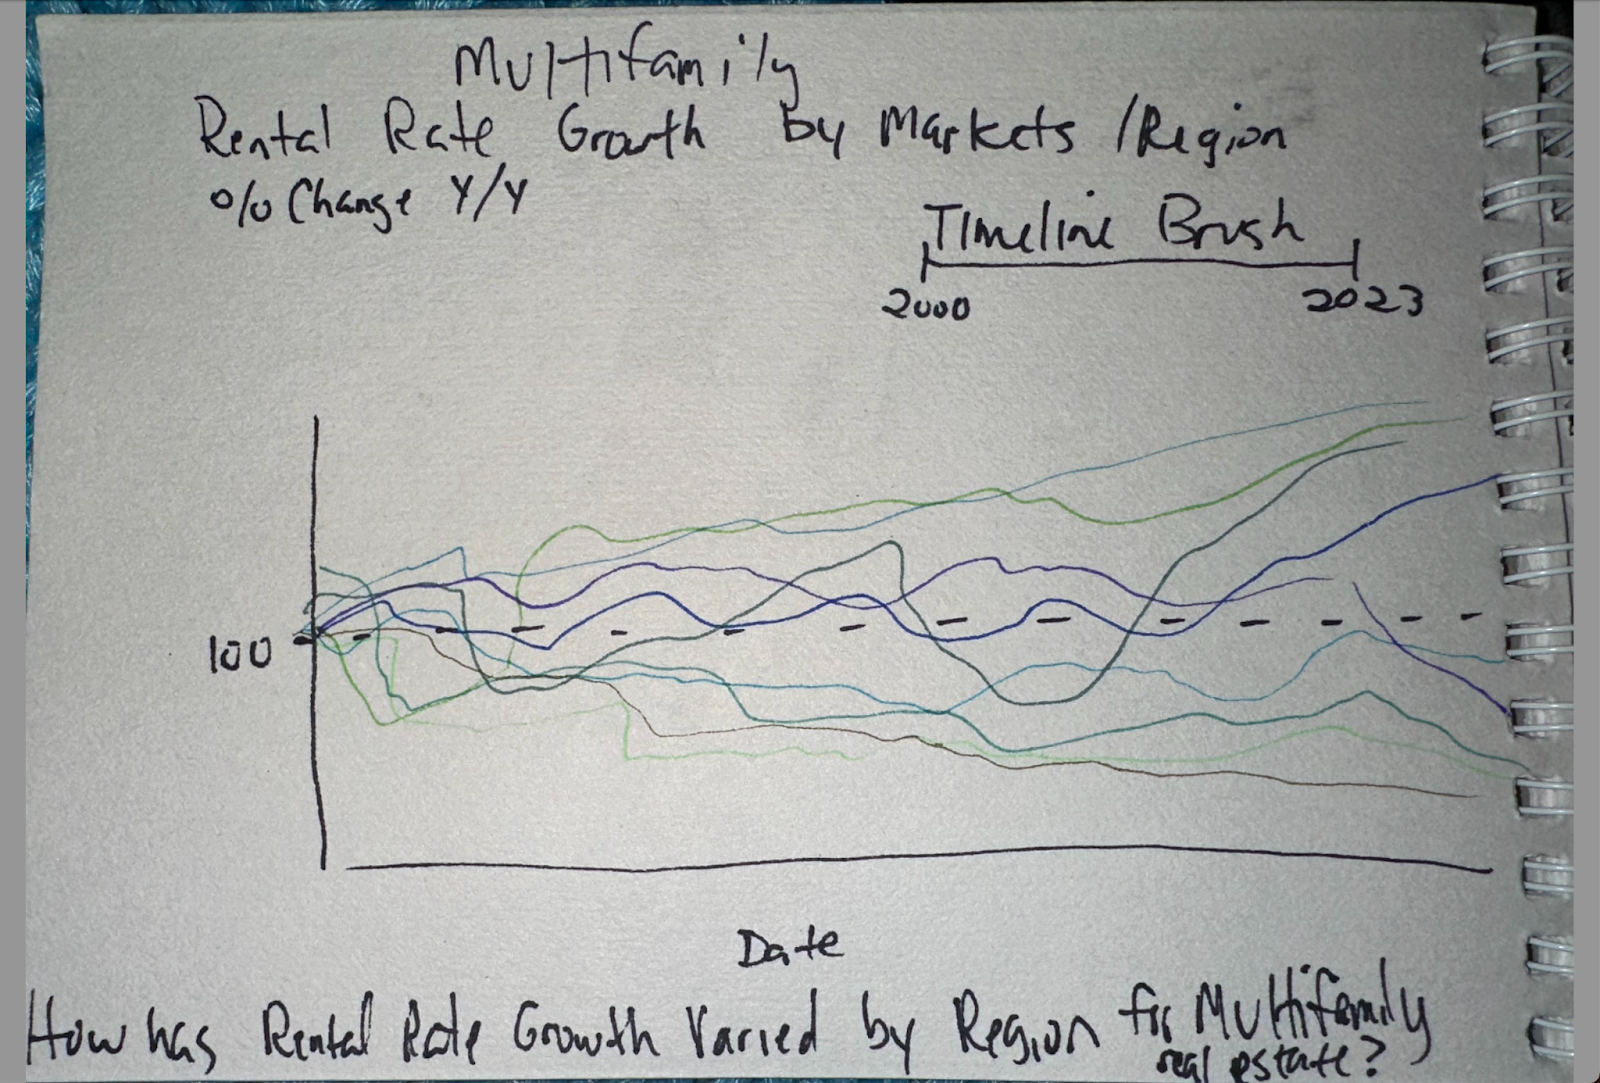 Multifamily
Rental Rate Growth by Markets /Region
% Change Y/Y
Timeline Brush
2000 2023
100
Date
How has Rental Rate Growth Varied by Region for Multifamily
real estate?